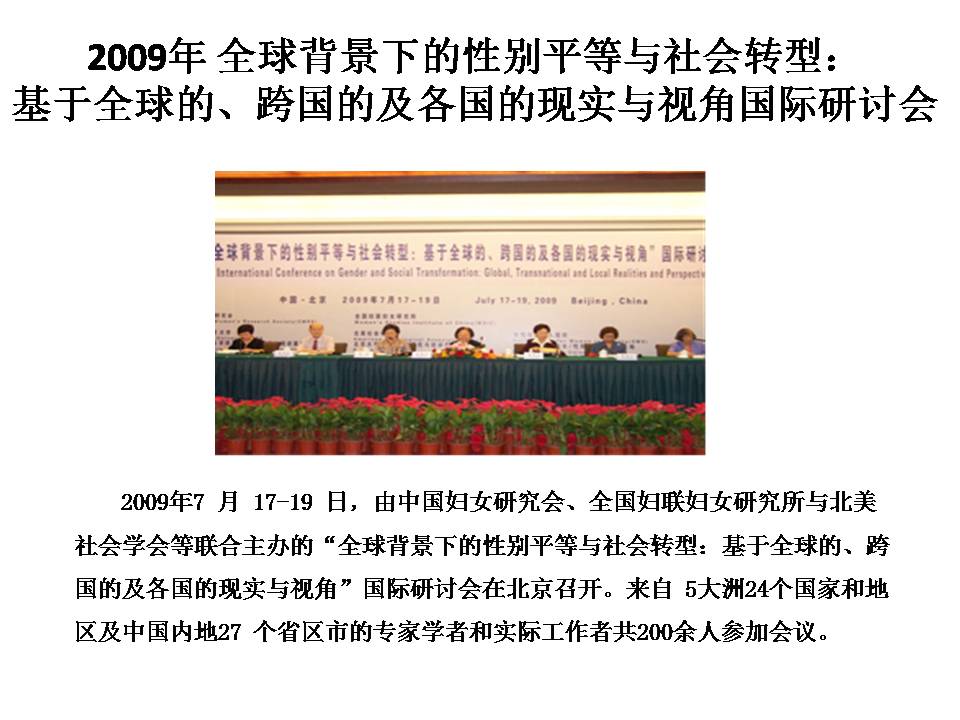 2009年 全球背景下的性别平等与社会转型：
基于全球的、跨国的及各国的现实与视角国际研讨会
全球背景下的性别平等与社会转型：基于全球的、跨国的及各国的现实与视角”国际研讨
International Conference on Gender and Social Transformation: Global, Transnational and Local Realities and Perspectiv
中国·北京 2009年7月17-19日 July 17-19, 2009 Beijing, China
2009年7 月 17-19 日，由中国妇女研究会、全国妇联妇女研究所与北美
社会学会等联合主办的“全球背景下的性别平等与社会转型：基于全球的、跨
国的及各国的现实与视角”国际研讨会在北京召开。来自 5大洲24个国家和地
区及中国内地27 个省区市的专家学者和实际工作者共200余人参加会议。